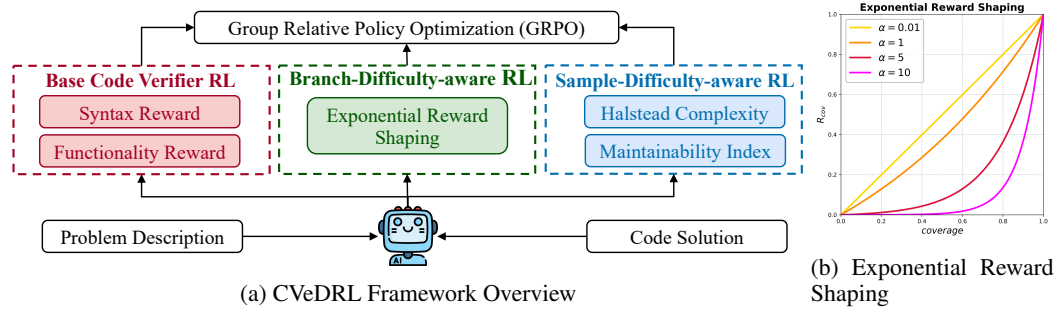 Group Relative Policy Optimization (GRPO)
Base Code Verifier RL
Syntax Reward
Functionality Reward
Branch-Difficulty-aware RL
Exponential Reward
Shaping
Sample-Difficulty-aware RL
Halstead Complexity
Maintainability Index
Problem Description
AI
Code Solution
(a) CVeDRL Framework Overview
Exponential Reward Shaping
α = 0.01
α = 1
α = 5
α = 10
R_cov
1.0
0.8
0.6
0.4
0.2
0.0
0.0 0.2 0.4 0.6 0.8 1.0
coverage
(b) Exponential Reward
Shaping